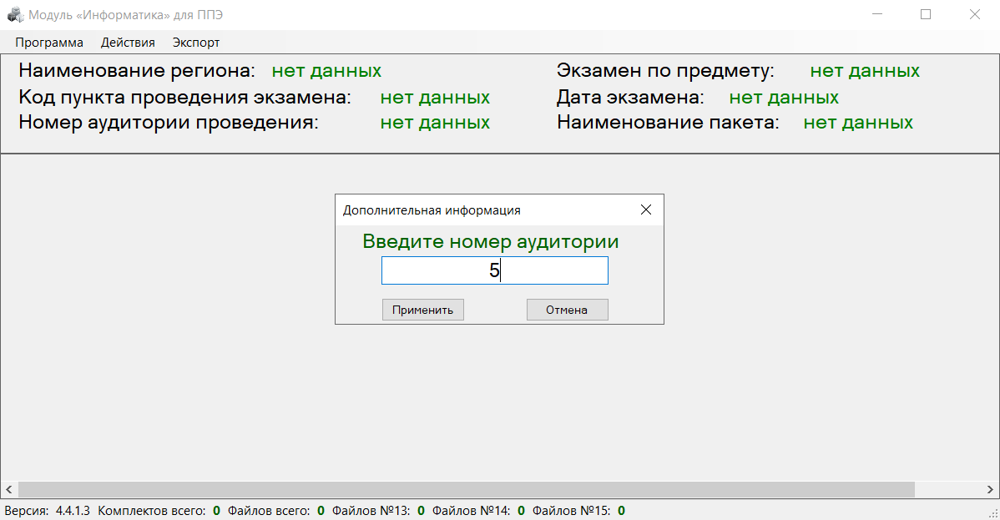 Модуль «Информатика» для ППЭ
Программа Действия Экспорт
Наименование региона: нет данных Экзамен по предмету: нет данных
Код пункта проведения экзамена: нет данных Дата экзамена: нет данных
Номер аудитории проведения: нет данных Наименование пакета: нет данных
Дополнительная информация
Введите номер аудитории
5
Применить Отмена
Версия: 4.4.1.3 Комплектов всего: 0 Файлов всего: 0 Файлов №13: 0 Файлов №14: 0 Файлов №15: 0